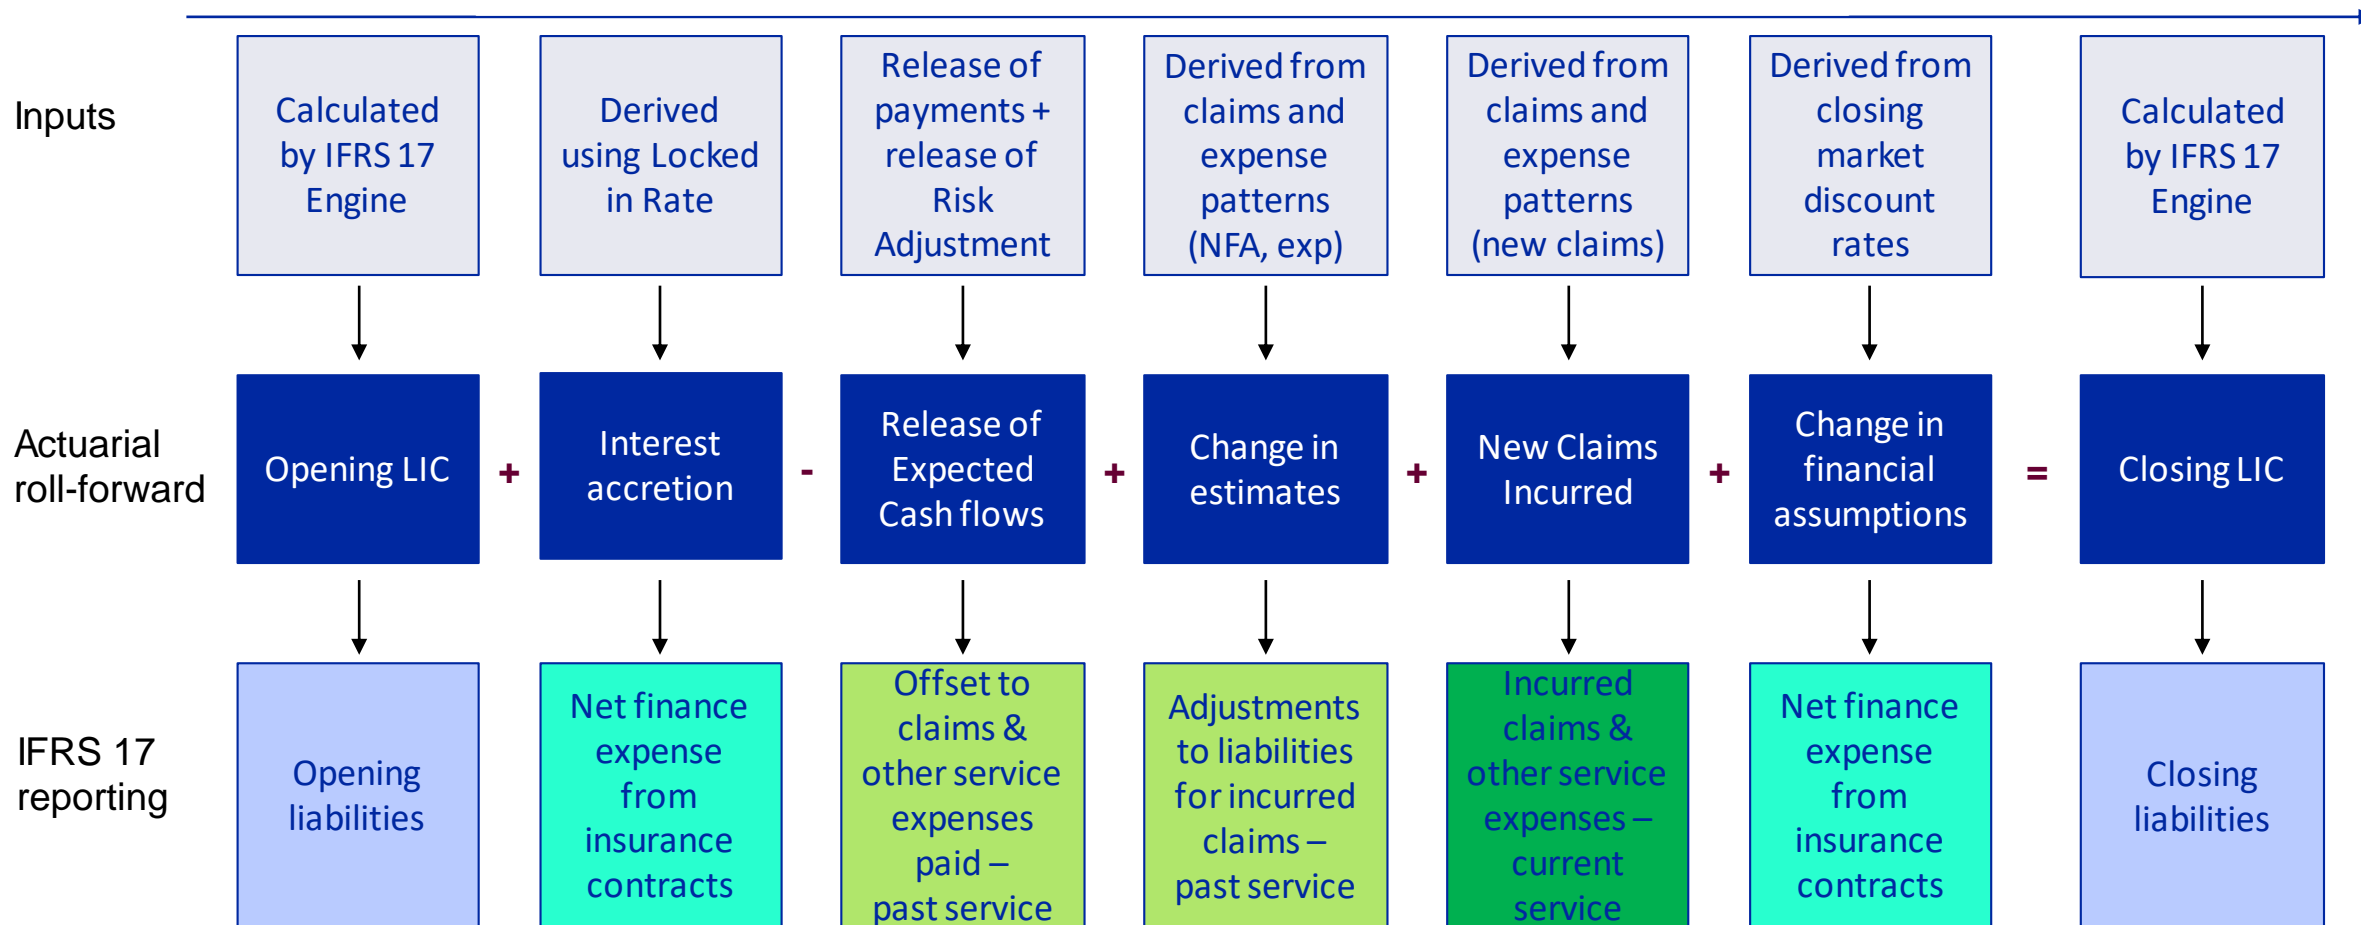 Inputs
Calculated
by IFRS 17
Engine
Derived
using Locked
in Rate
Release of
payments +
release of
Risk
Adjustment
Derived from
claims and
expense
patterns
(NFA, exp)
Derived from
claims and
expense
patterns
(new claims)
Derived from
closing
market
discount
rates
Calculated
by IFRS 17
Engine
Actuarial
roll-forward
Opening LIC
+
Interest
accretion
-
Release of
Expected
Cash flows
+
Change in
estimates
+
New Claims
Incurred
+
Change in
financial
assumptions
=
Closing LIC
IFRS 17
reporting
Opening
liabilities
Net finance
expense
from
insurance
contracts
Offset to
claims &
other service
expenses
paid –
past service
Adjustments
to liabilities
for incurred
claims –
past service
Incurred
claims &
other service
expenses –
current
service
Net finance
expense
from
insurance
contracts
Closing
liabilities